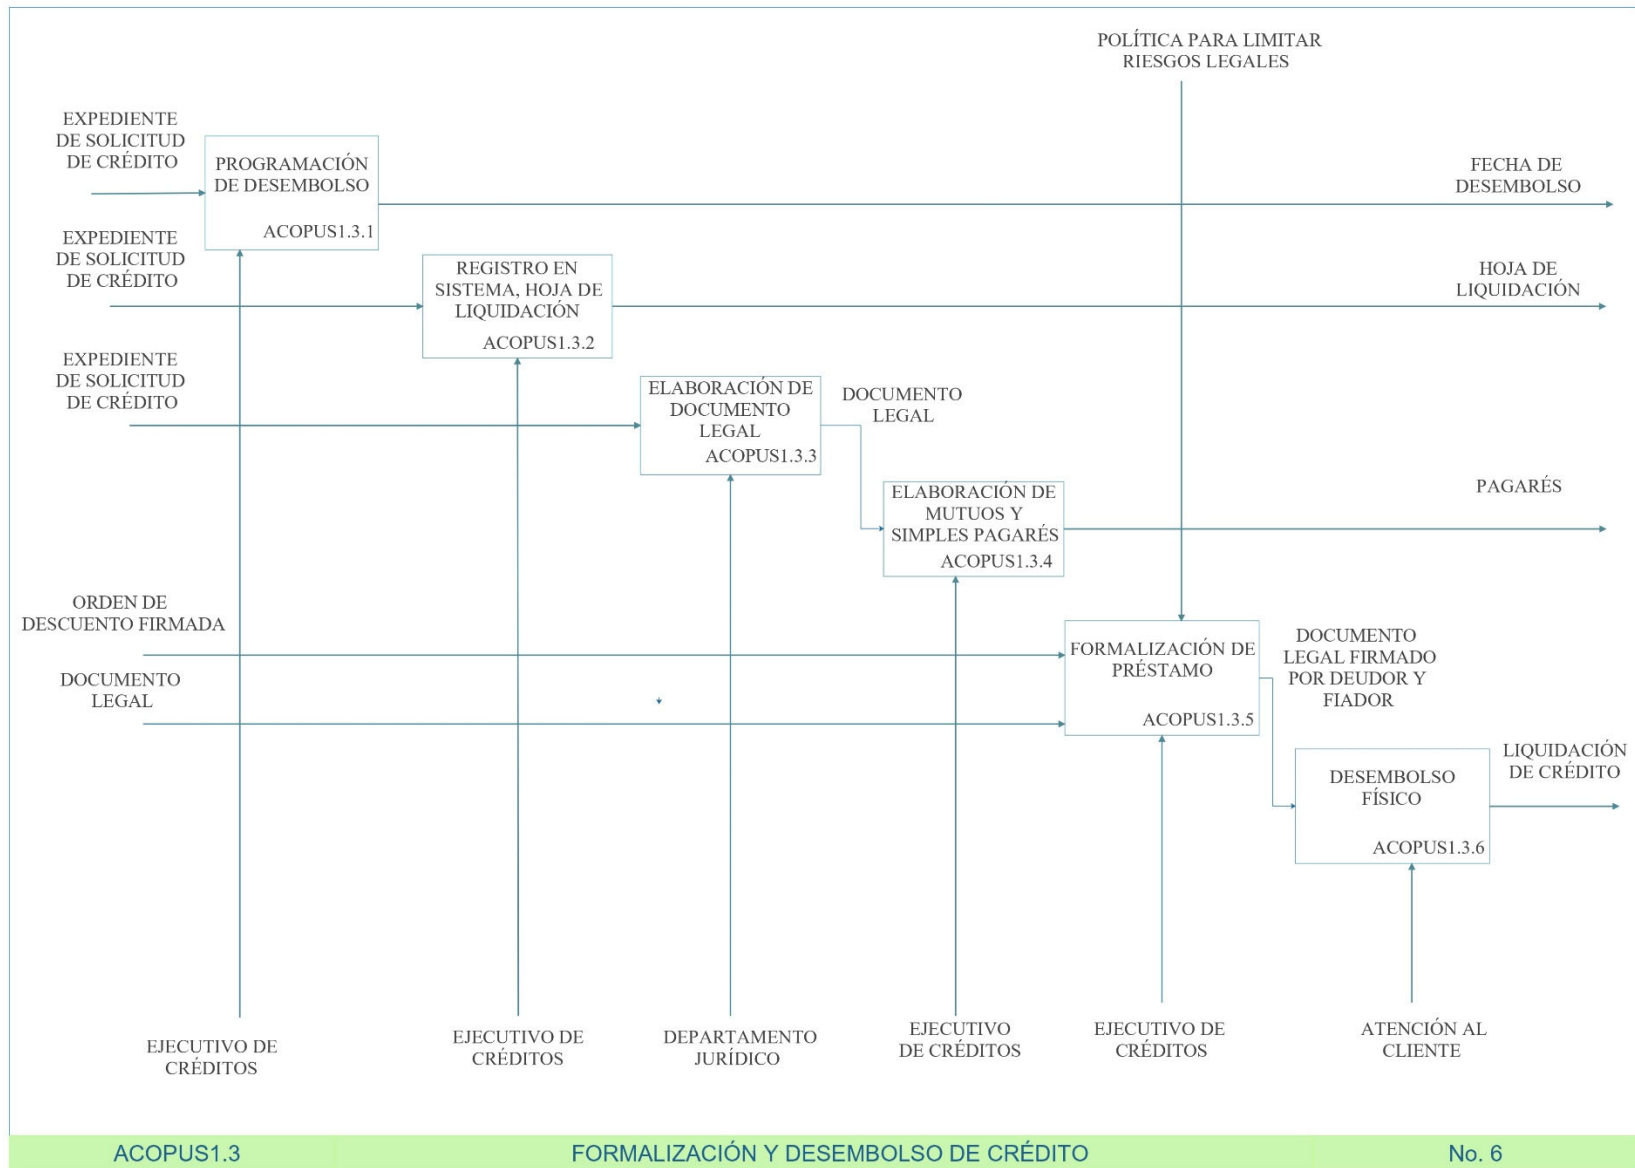 POLÍTICA PARA LIMITAR
RIESGOS LEGALES
EXPEDIENTE
DE SOLICITUD
DE CRÉDITO
PROGRAMACIÓN
DE DESEMBOLSO
ACOPUS1.3.1
FECHA DE
DESEMBOLSO
EXPEDIENTE
DE SOLICITUD
DE CRÉDITO
REGISTRO EN
SISTEMA, HOJA DE
LIQUIDACIÓN
ACOPUS1.3.2
HOJA DE
LIQUIDACIÓN
EXPEDIENTE
DE SOLICITUD
DE CRÉDITO
ELABORACIÓN DE
DOCUMENTO
LEGAL
ACOPUS1.3.3
DOCUMENTO
LEGAL
ELABORACIÓN DE
MUTUOS Y
SIMPLES PAGARÉS
ACOPUS1.3.4
PAGARÉS
ORDEN DE
DESCUENTO FIRMADA
DOCUMENTO
LEGAL
FORMALIZACIÓN DE
PRÉSTAMO
ACOPUS1.3.5
DOCUMENTO
LEGAL FIRMADO
POR DEUDOR Y
FIADOR
DESEMBOLSO
FÍSICO
ACOPUS1.3.6
LIQUIDACIÓN
DE CRÉDITO
EJECUTIVO DE
CRÉDITOS
EJECUTIVO DE
CRÉDITOS
DEPARTAMENTO
JURÍDICO
EJECUTIVO
DE CRÉDITOS
EJECUTIVO DE
CRÉDITOS
ATENCIÓN AL
CLIENTE
ACOPUS1.3
FORMALIZACIÓN Y DESEMBOLSO DE CRÉDITO
No. 6